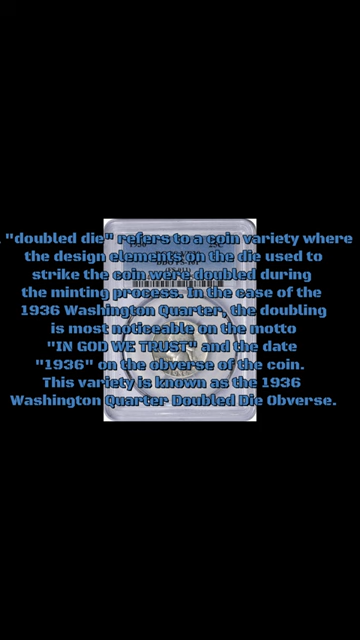 "doubled die" refers to a coin variety where
the design elements on the die used to
strike the coin were doubled during
the minting process. In the case of the
1936 Washington Quarter, the doubling
is most noticeable on the motto
"IN GOD WE TRUST" and the date
"1936" on the obverse of the coin.
This variety is known as the 1936
Washington Quarter Doubled Die Obverse.